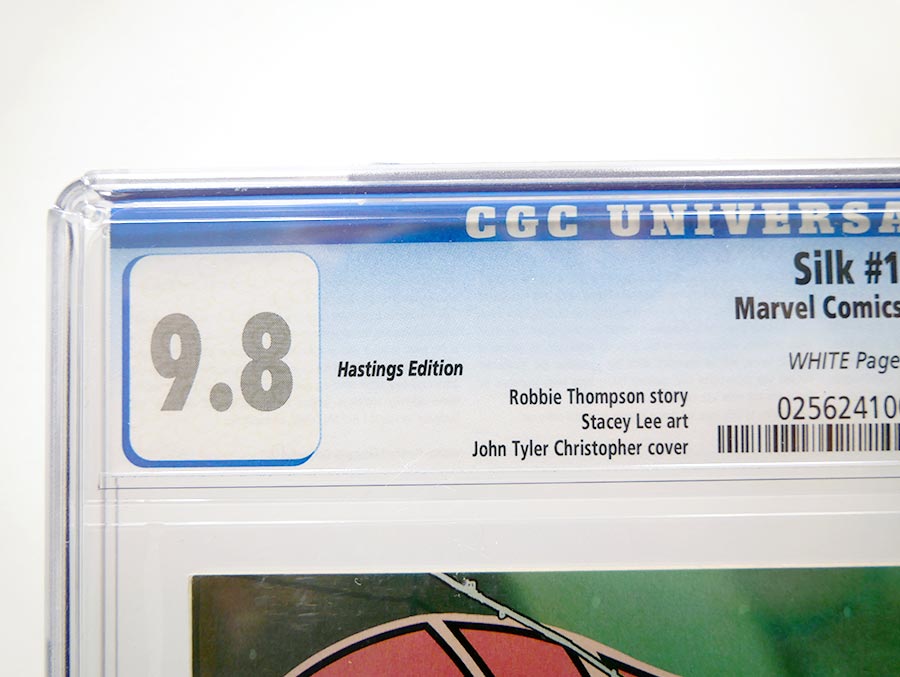 CGC UNIVERSA
9.8
Silk #1
Marvel Comics
Hastings Edition
WHITE Page
Robbie Thompson story
Stacey Lee art
John Tyler Christopher cover
02562410